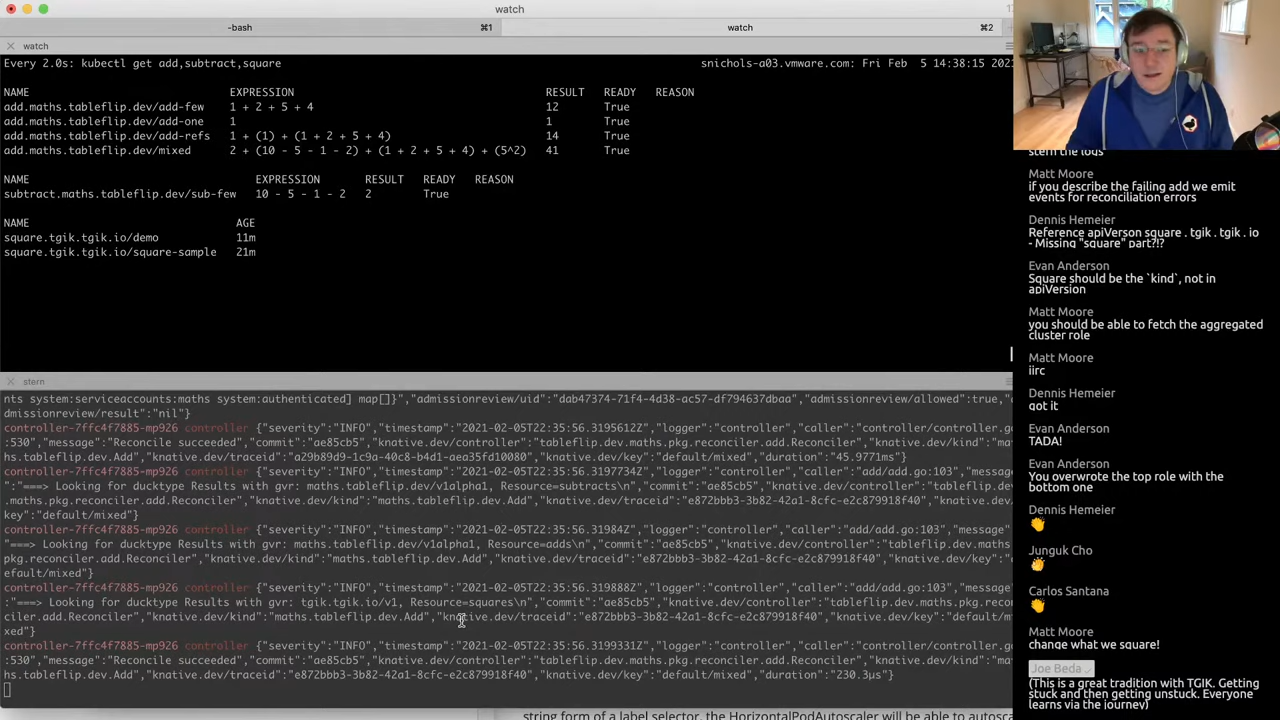 watch
-bash
⌘1
watch
⌘2
watch
Every 2.0s: kubectl get add,subtract,square
snichols-a03.vmware.com: Fri Feb  5 14:38:15 202
NAME EXPRESSION RESULT READY REASON
add.maths.tableflip.dev/add-few 1 + 2 + 5 + 4 12 True
add.maths.tableflip.dev/add-one 1 1 True
add.maths.tableflip.dev/add-refs 1 + (1) + (1 + 2 + 5 + 4) 14 True
add.maths.tableflip.dev/mixed 2 + (10 - 5 - 1 - 2) + (1 + 2 + 5 + 4) + (5^2) 41 True
NAME EXPRESSION RESULT READY REASON
subtract.maths.tableflip.dev/sub-few 10 - 5 - 1 - 2 2 True
NAME AGE
square.tgik.tgik.io/demo 11m
square.tgik.tgik.io/square-sample 21m
stern
nts system:serviceaccounts:maths system:authenticated] map[]}","admissionreview/uid":"dab47374-71f4-4d38-ac57-df794637dbaa","admissionreview/allowed":true,"a
dmissionreview/result":"nil"}
controller-7ffc4f7885-mp926 controller {"severity":"INFO","timestamp":"2021-02-05T22:35:56.3195612Z","logger":"controller","caller":"controller/controller.go
:530","message":"Reconcile succeeded","commit":"ae85cb5","knative.dev/controller":"tableflip.dev.maths.pkg.reconciler.add.Reconciler","knative.dev/kind":"mat
hs.tableflip.dev.Add","knative.dev/traceid":"a29b89d9-1c9a-40c8-b4d1-aea35fd10080","knative.dev/key":"default/mixed","duration":"45.9771ms"}
controller-7ffc4f7885-mp926 controller {"severity":"INFO","timestamp":"2021-02-05T22:35:56.3197734Z","logger":"controller","caller":"add/add.go:103","message
":"===> Looking for ducktype Results with gvr: maths.tableflip.dev/v1alpha1, Resource=subtracts\n","commit":"ae85cb5","knative.dev/controller":"tableflip.dev
.maths.pkg.reconciler.add.Reconciler","knative.dev/kind":"maths.tableflip.dev.Add","knative.dev/traceid":"e872bbb3-3b82-42a1-8cfc-e2c879918f40","knative.dev/
key":"default/mixed"}
controller-7ffc4f7885-mp926 controller {"severity":"INFO","timestamp":"2021-02-05T22:35:56.31984Z","logger":"controller","caller":"add/add.go:103","message":
"===> Looking for ducktype Results with gvr: maths.tableflip.dev/v1alpha1, Resource=adds\n","commit":"ae85cb5","knative.dev/controller":"tableflip.dev.maths.
pkg.reconciler.add.Reconciler","knative.dev/kind":"maths.tableflip.dev.Add","knative.dev/traceid":"e872bbb3-3b82-42a1-8cfc-e2c879918f40","knative.dev/key":"d
efault/mixed"}
controller-7ffc4f7885-mp926 controller {"severity":"INFO","timestamp":"2021-02-05T22:35:56.319888Z","logger":"controller","caller":"add/add.go:103","message"
:"===> Looking for ducktype Results with gvr: tgik.tgik.io/v1, Resource=squares\n","commit":"ae85cb5","knative.dev/controller":"tableflip.dev.maths.pkg.recon
ciler.add.Reconciler","knative.dev/kind":"maths.tableflip.dev.Add","knative.dev/traceid":"e872bbb3-3b82-42a1-8cfc-e2c879918f40","knative.dev/key":"default/mi
xed"}
controller-7ffc4f7885-mp926 controller {"severity":"INFO","timestamp":"2021-02-05T22:35:56.3199331Z","logger":"controller","caller":"controller/controller.go
:530","message":"Reconcile succeeded","commit":"ae85cb5","knative.dev/controller":"tableflip.dev.maths.pkg.reconciler.add.Reconciler","knative.dev/kind":"mat
hs.tableflip.dev.Add","knative.dev/traceid":"e872bbb3-3b82-42a1-8cfc-e2c879918f40","knative.dev/key":"default/mixed","duration":"230.3µs"}
string form of a label selector, the HorizontalPodAutoscaler will be able to autosca
stern the logs
Matt Moore
if you describe the failing add we emit
events for reconciliation errors
Dennis Hemeier
Reference apiVerson square . tgik . tgik . io
- Missing "square" part?!?
Evan Anderson
Square should be the `kind`, not in
apiVersion
Matt Moore
you should be able to fetch the aggregated
cluster role
Matt Moore
iirc
Dennis Hemeier
got it
Evan Anderson
TADA!
Evan Anderson
You overwrote the top role with the
bottom one
Dennis Hemeier
👏
Junguk Cho
👏
Carlos Santana
👏
Matt Moore
change what we square!
Joe Beda
(This is a great tradition with TGIK. Getting
stuck and then getting unstuck. Everyone
learns via the journey)